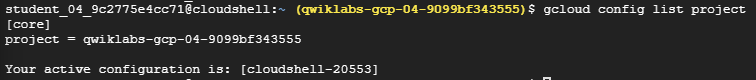 student_04_9c2775e4cc71@cloudshell:~ (qwiklabs-gcp-04-9099bf343555)$ gcloud config list project
[core]
project = qwiklabs-gcp-04-9099bf343555
Your active configuration is: [cloudshell-20553]